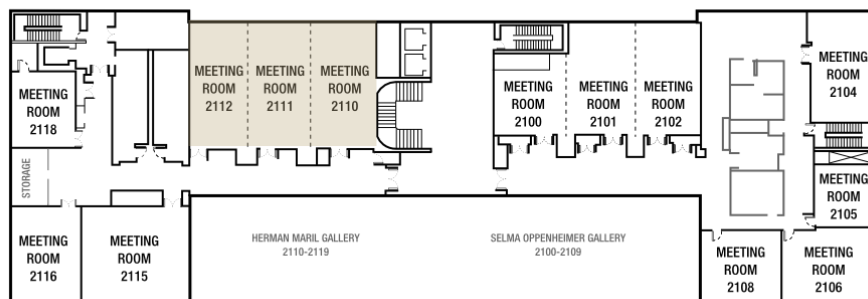 MEETING
ROOM
2112
MEETING
ROOM
2111
MEETING
ROOM
2110
MEETING
ROOM
2100
MEETING
ROOM
2101
MEETING
ROOM
2102
MEETING
ROOM
2104
MEETING
ROOM
2118
STORAGE
MEETING
ROOM
2105
MEETING
ROOM
2116
MEETING
ROOM
2115
HERMAN MARIL GALLERY
2110-2119
SELMA OPPENHEIMER GALLERY
2100-2109
MEETING
ROOM
2108
MEETING
ROOM
2106